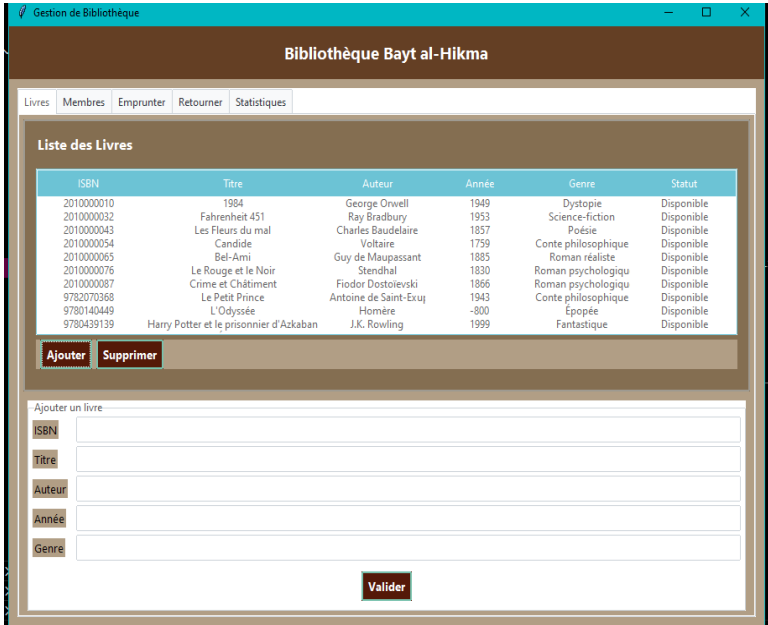 Gestion de Bibliothèque
Bibliothèque Bayt al-Hikma
Livres Membres Emprunter Retourner Statistiques
Liste des Livres
ISBN Titre Auteur Année Genre Statut
2010000010 1984 George Orwell 1949 Dystopie Disponible
2010000032 Fahrenheit 451 Ray Bradbury 1953 Science-fiction Disponible
2010000043 Les Fleurs du mal Charles Baudelaire 1857 Poésie Disponible
2010000054 Candide Voltaire 1759 Conte philosophique Disponible
2010000065 Bel-Ami Guy de Maupassant 1885 Roman réaliste Disponible
2010000076 Le Rouge et le Noir Stendhal 1830 Roman psychologiqu Disponible
2010000087 Crime et Châtiment Fiodor Dostoïevski 1866 Roman psychologiqu Disponible
9782070368 Le Petit Prince Antoine de Saint-Exup 1943 Conte philosophique Disponible
9780140449 L'Odyssée Homère -800 Épopée Disponible
9780439139 Harry Potter et le prisonnier d'Azkaban J.K. Rowling 1999 Fantastique Disponible
Ajouter Supprimer
Ajouter un livre
ISBN
Titre
Auteur
Année
Genre
Valider